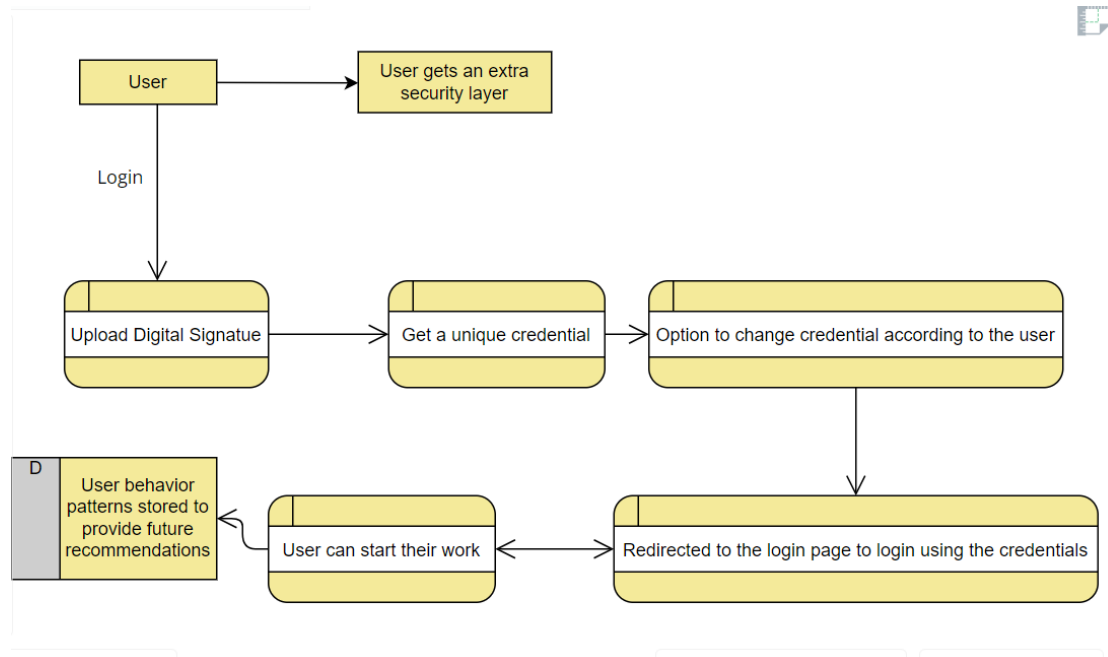 User
User gets an extra
security layer
Login
Upload Digital Signatue
Get a unique credential
Option to change credential according to the user
D
User behavior
patterns stored to
provide future
recommendations
User can start their work
Redirected to the login page to login using the credentials